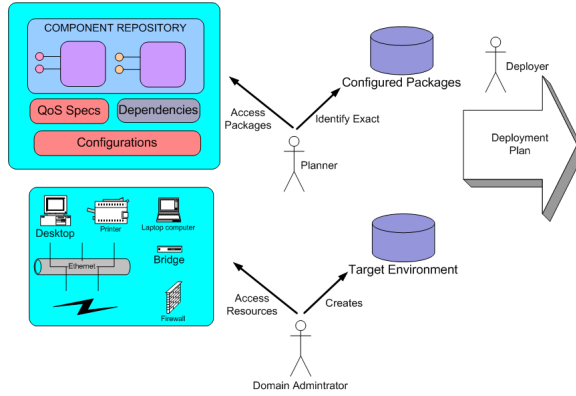 COMPONENT REPOSITORY
QoS Specs
Dependencies
Configurations
Access
Packages
Identify Exact
Planner
Configured Packages
Deployer
Deployment
Plan
Desktop
Printer
Laptop computer
Ethernet
Bridge
Firewall
Access
Resources
Creates
Target Environment
Domain Admintrator